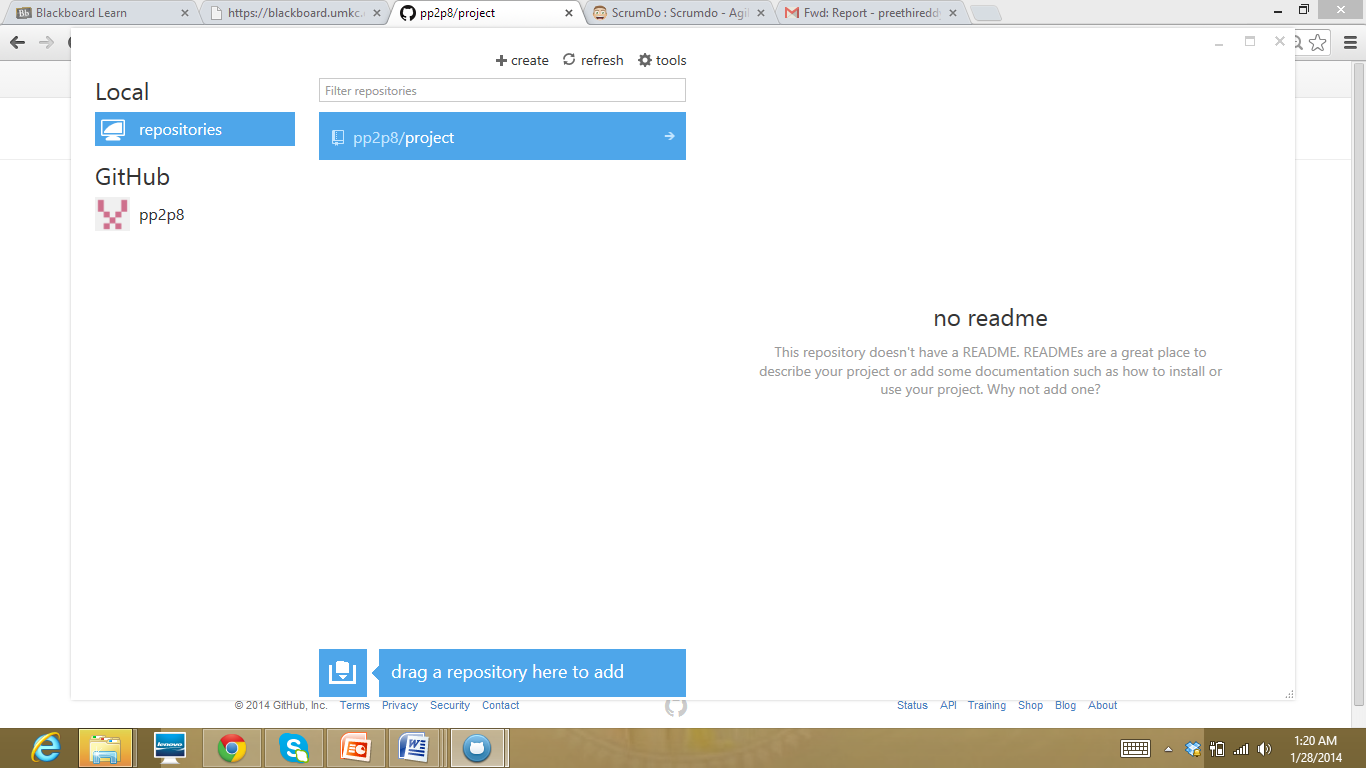 Blackboard Learn
https://blackboard.umkc.
pp2p8/project
ScrumDo : Scrumdo - Agil
Fwd: Report - preethiredd
create
refresh
tools
Local
Filter repositories
repositories
pp2p8/project
GitHub
pp2p8
no readme
This repository doesn't have a README. READMEs are a great place to
describe your project or add some documentation such as how to install or
use your project. Why not add one?
drag a repository here to add
© 2014 GitHub, Inc. Terms Privacy Security Contact
Status API Training Shop Blog About
lenovo
1:20 AM
1/28/2014